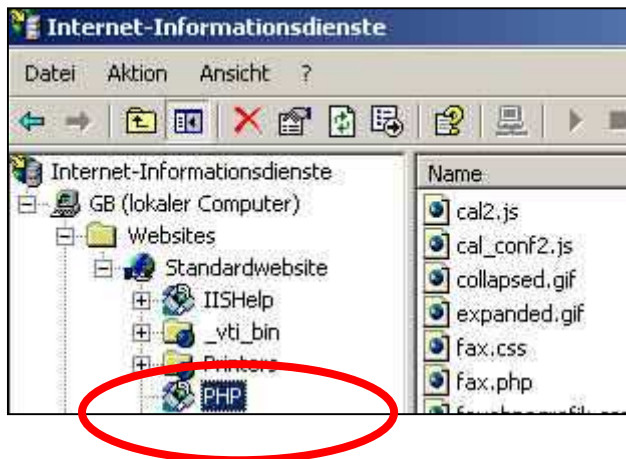 Internet-Informationsdienste
Datei Aktion Ansicht ?
Internet-Informationsdienste
GB (lokaler Computer)
Websites
Standardwebsite
IISHelp
_vti_bin
Printers
PHP
Name
cal2.js
cal_conf2.js
collapsed.gif
expanded.gif
fax.css
fax.php